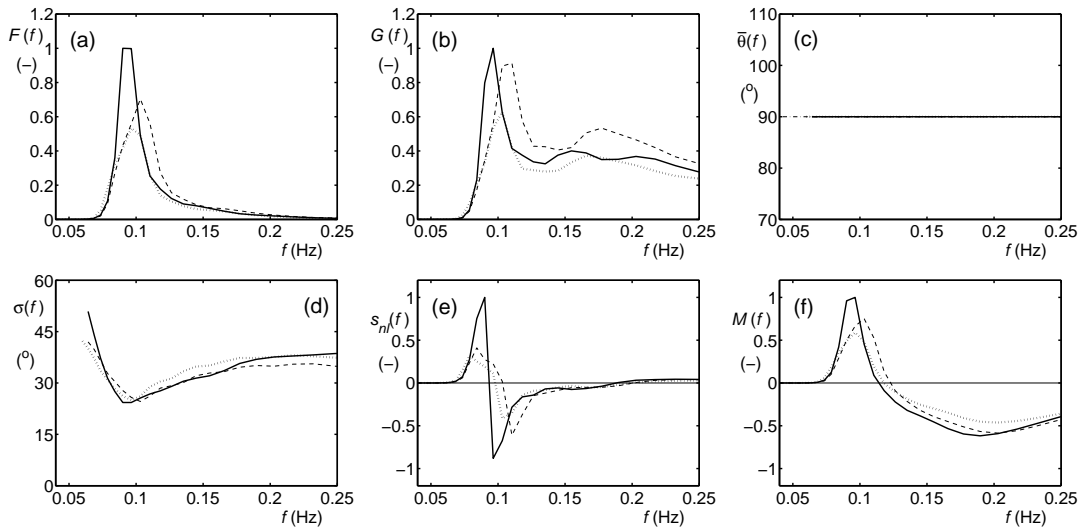 F(f)
(–)
(a)
1.2
1
0.8
0.6
0.4
0.2
0
0.05 0.1 0.15 0.2 0.25
f (Hz)
G(f)
(–)
(b)
1.2
1
0.8
0.6
0.4
0.2
0
0.05 0.1 0.15 0.2 0.25
f (Hz)
θ̅(f)
(°)
(c)
110
100
90
80
70
0.05 0.1 0.15 0.2 0.25
f (Hz)
σ(f)
(°)
(d)
60
45
30
15
0
0.05 0.1 0.15 0.2 0.25
f (Hz)
s_nl(f)
(–)
(e)
1
0.5
0
−0.5
−1
0.05 0.1 0.15 0.2 0.25
f (Hz)
M(f)
(–)
(f)
1
0.5
0
−0.5
−1
0.05 0.1 0.15 0.2 0.25
f (Hz)